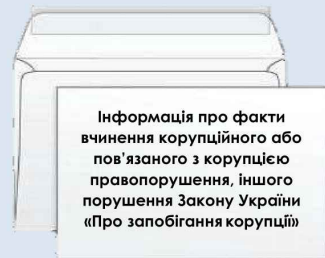 Інформація про факти
вчинення корупційного або
пов'язаного з корупцією
правопорушення, іншого
порушення Закону України
«Про запобігання корупції»